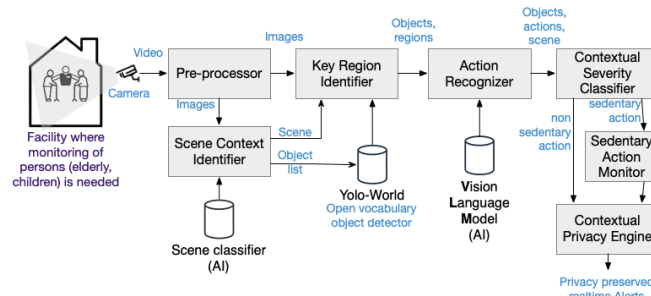 Video
Camera
Facility where
monitoring of
persons (elderly,
children) is needed
Pre-processor
Images
Images
Scene Context
Identifier
Scene
Object
list
Scene classifier
(AI)
Key Region
Identifier
Yolo-World
Open vocabulary
object detector
Objects,
regions
Action
Recognizer
Vision
Language
Model
(AI)
Objects,
actions,
scene
Contextual
Severity
Classifier
non
sedentary
action
sedentary
action
Sedentary
Action
Monitor
Contextual
Privacy Engine
Privacy preserved
realtime Alerts